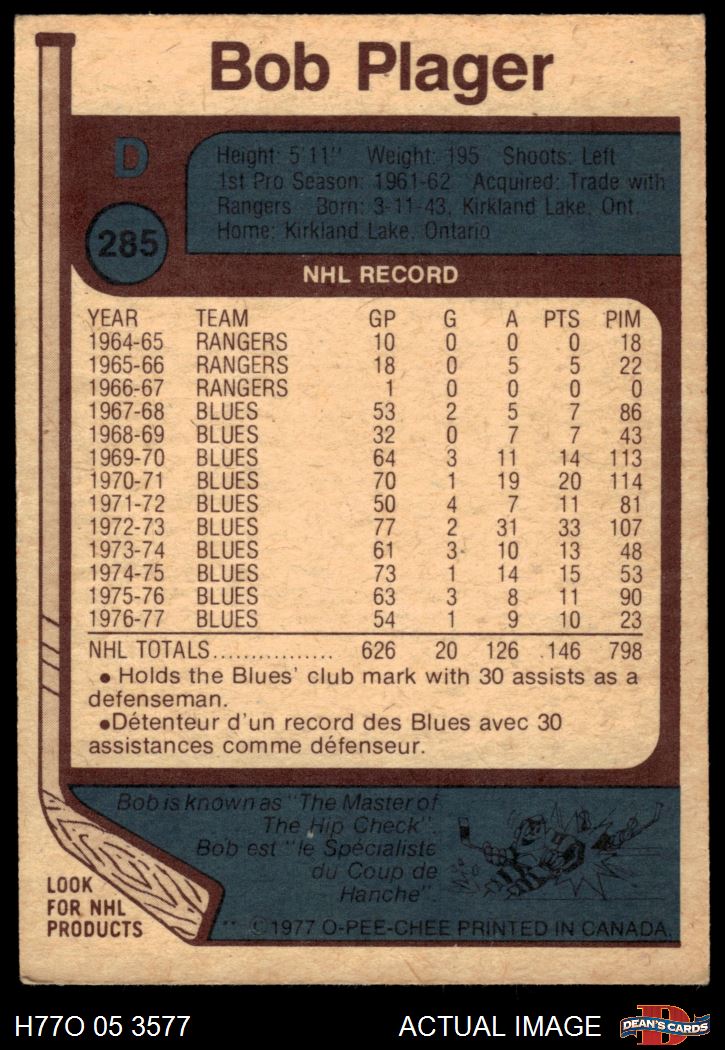 Bob Plager
D
Height: 5'11" Weight: 195 Shoots: Left
1st Pro Season: 1961-62 Acquired: Trade with
Rangers Born: 3-11-43, Kirkland Lake, Ont.
Home: Kirkland Lake, Ontario
285
NHL RECORD
YEAR TEAM GP G A PTS PIM
1964-65 RANGERS 10 0 0 0 18
1965-66 RANGERS 18 0 5 5 22
1966-67 RANGERS 1 0 0 0 0
1967-68 BLUES 53 2 5 7 86
1968-69 BLUES 32 0 7 7 43
1969-70 BLUES 64 3 11 14 113
1970-71 BLUES 70 1 19 20 114
1971-72 BLUES 50 4 7 11 81
1972-73 BLUES 77 2 31 33 107
1973-74 BLUES 61 3 10 13 48
1974-75 BLUES 73 1 14 15 53
1975-76 BLUES 63 3 8 11 90
1976-77 BLUES 54 1 9 10 23
NHL TOTALS................ 626 20 126 146 798
• Holds the Blues' club mark with 30 assists as a
defenseman.
•Détenteur d'un record des Blues avec 30
assistances comme défenseur.
Bob is known as "The Master of
The Hip Check".
Bob est "le Spécialiste
du Coup de
Hanche".
LOOK
FOR NHL
PRODUCTS
©1977 O-PEE-CHEE PRINTED IN CANADA.
H77O 05 3577
ACTUAL IMAGE
DEAN'S CARDS